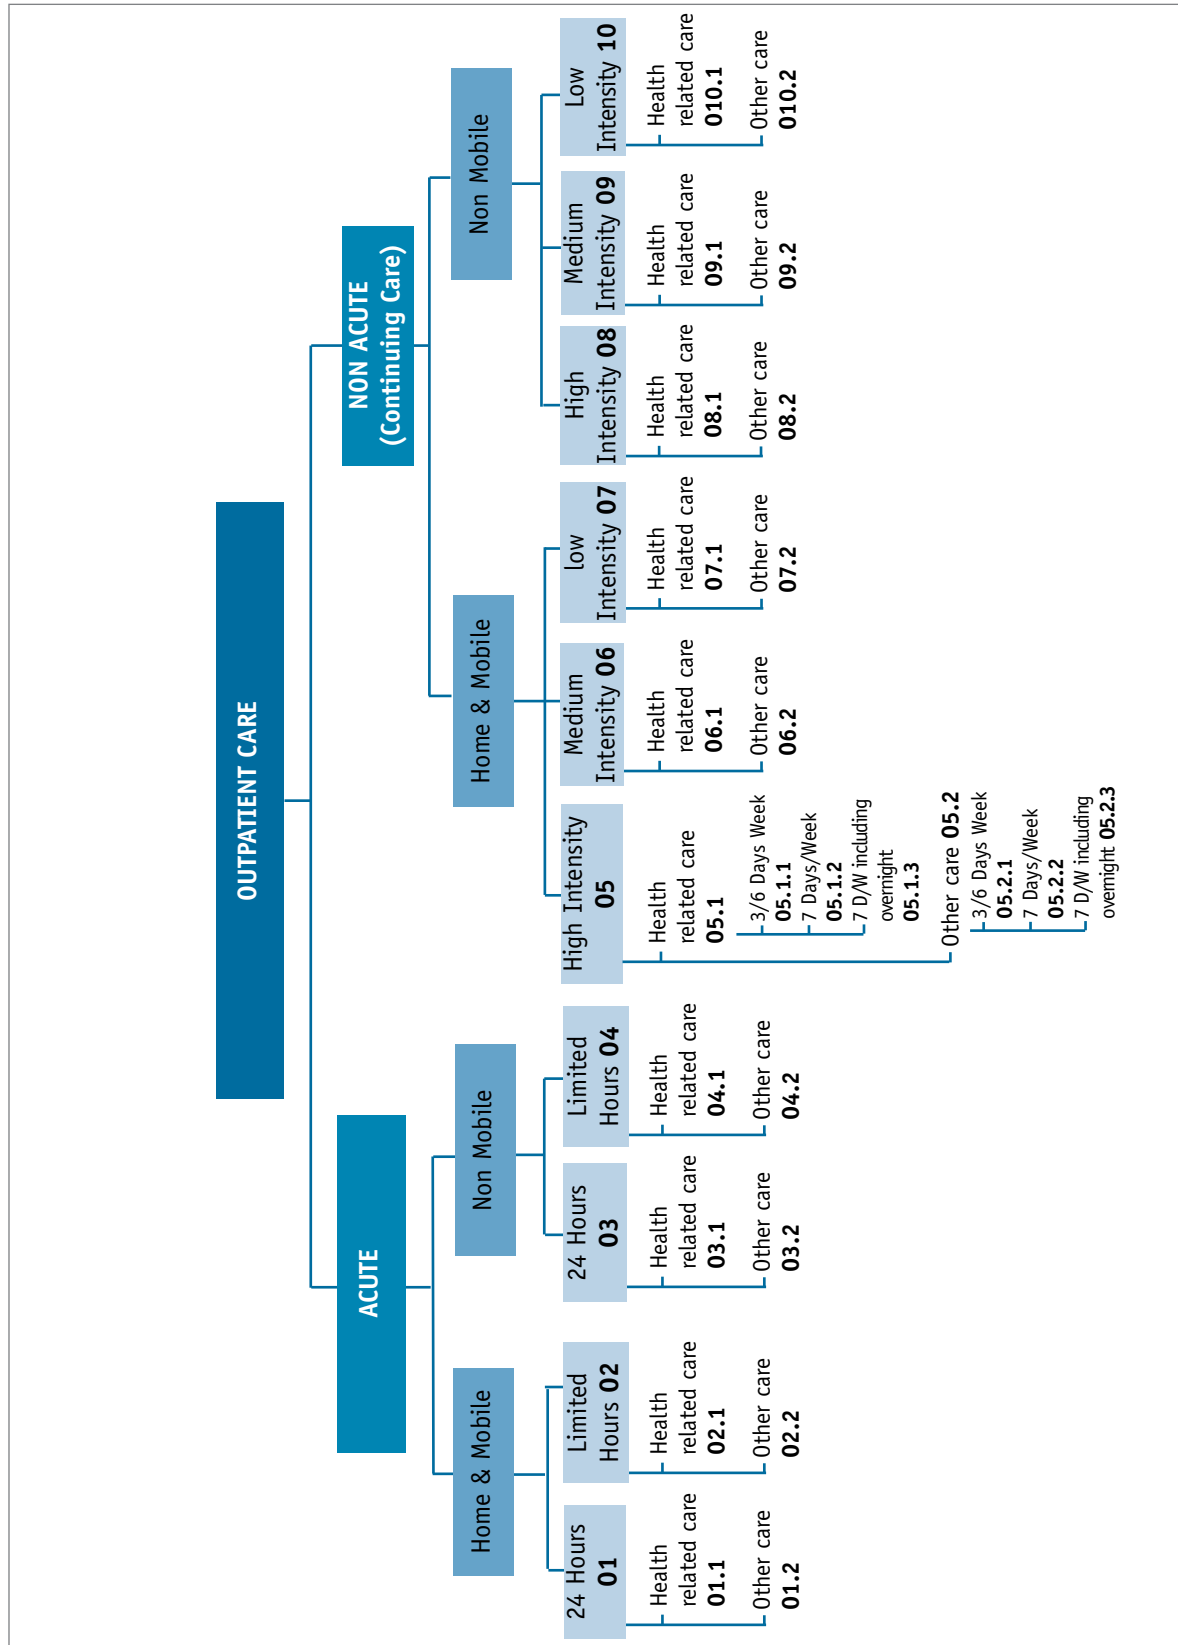 OUTPATIENT CARE
ACUTE
NON ACUTE
(Continuing Care)
Home & Mobile
Non Mobile
Home & Mobile
Non Mobile
24 Hours
01
Health
related care
01.1
Other care
01.2
Limited
Hours 02
Health
related care
02.1
Other care
02.2
24 Hours
03
Health
related care
03.1
Other care
03.2
Limited
Hours 04
Health
related care
04.1
Other care
04.2
High Intensity
05
Health
related care
05.1
3/6 Days Week
05.1.1
7 Days/Week
05.1.2
7 D/W including
overnight
05.1.3
Other care 05.2
3/6 Days Week
05.2.1
7 Days/Week
05.2.2
7 D/W including
overnight 05.2.3
Medium
Intensity 06
Health
related care
06.1
Other care
06.2
low
Intensity 07
Health
related care
07.1
Other care
07.2
High
Intensity 08
Health
related care
08.1
Other care
08.2
Medium
Intensity 09
Health
related care
09.1
Other care
09.2
Low
Intensity 10
Health
related care
010.1
Other care
010.2